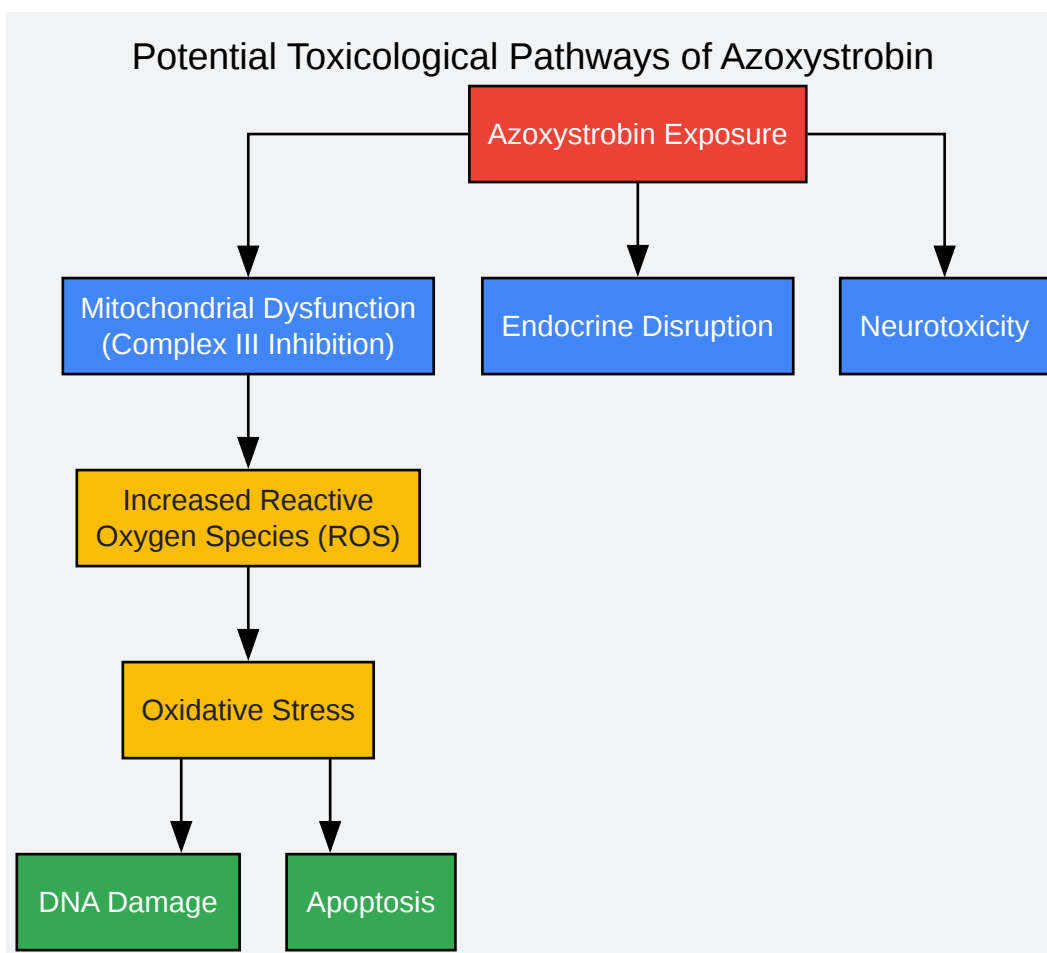 Potential Toxicological Pathways of Azoxystrobin
Azoxystrobin Exposure
Mitochondrial Dysfunction
(Complex III Inhibition)
Endocrine Disruption
Neurotoxicity
Increased Reactive
Oxygen Species (ROS)
Oxidative Stress
DNA Damage
Apoptosis